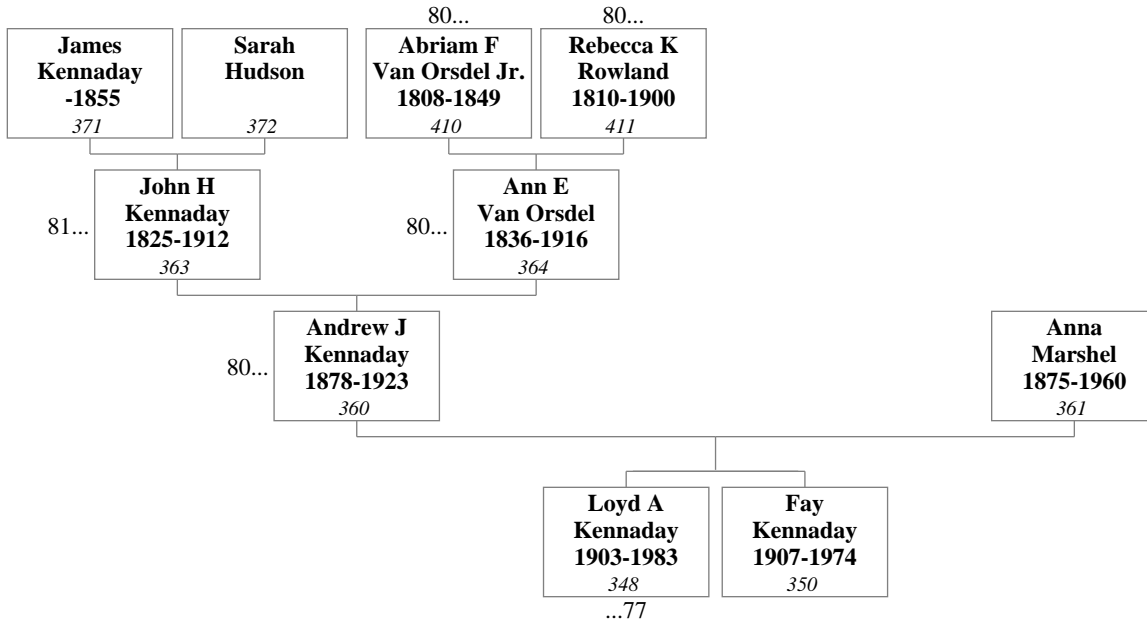 80...
80...
James
Kennaday
-1855
371
Sarah
Hudson
372
Abriam F
Van Orsdel Jr.
1808-1849
410
Rebecca K
Rowland
1810-1900
411
81...
John H
Kennaday
1825-1912
363
80...
Ann E
Van Orsdel
1836-1916
364
80...
Andrew J
Kennaday
1878-1923
360
Anna
Marshel
1875-1960
361
Loyd A
Kennaday
1903-1983
348
...77
Fay
Kennaday
1907-1974
350